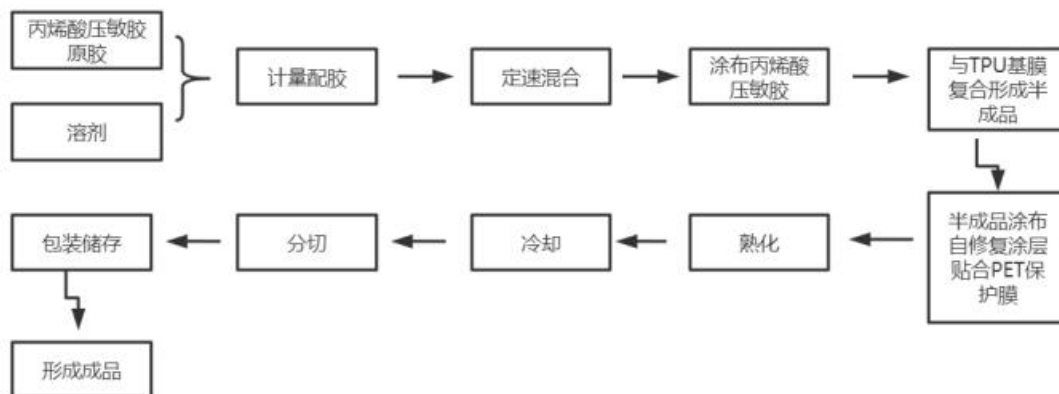 丙烯酸压敏胶
原胶
溶剂
计量配胶
定速混合
涂布丙烯酸
压敏胶
与TPU基膜
复合形成半
成品
半成品涂布
自修复涂层
贴合PET保
护膜
熟化
冷却
分切
包装储存
形成成品